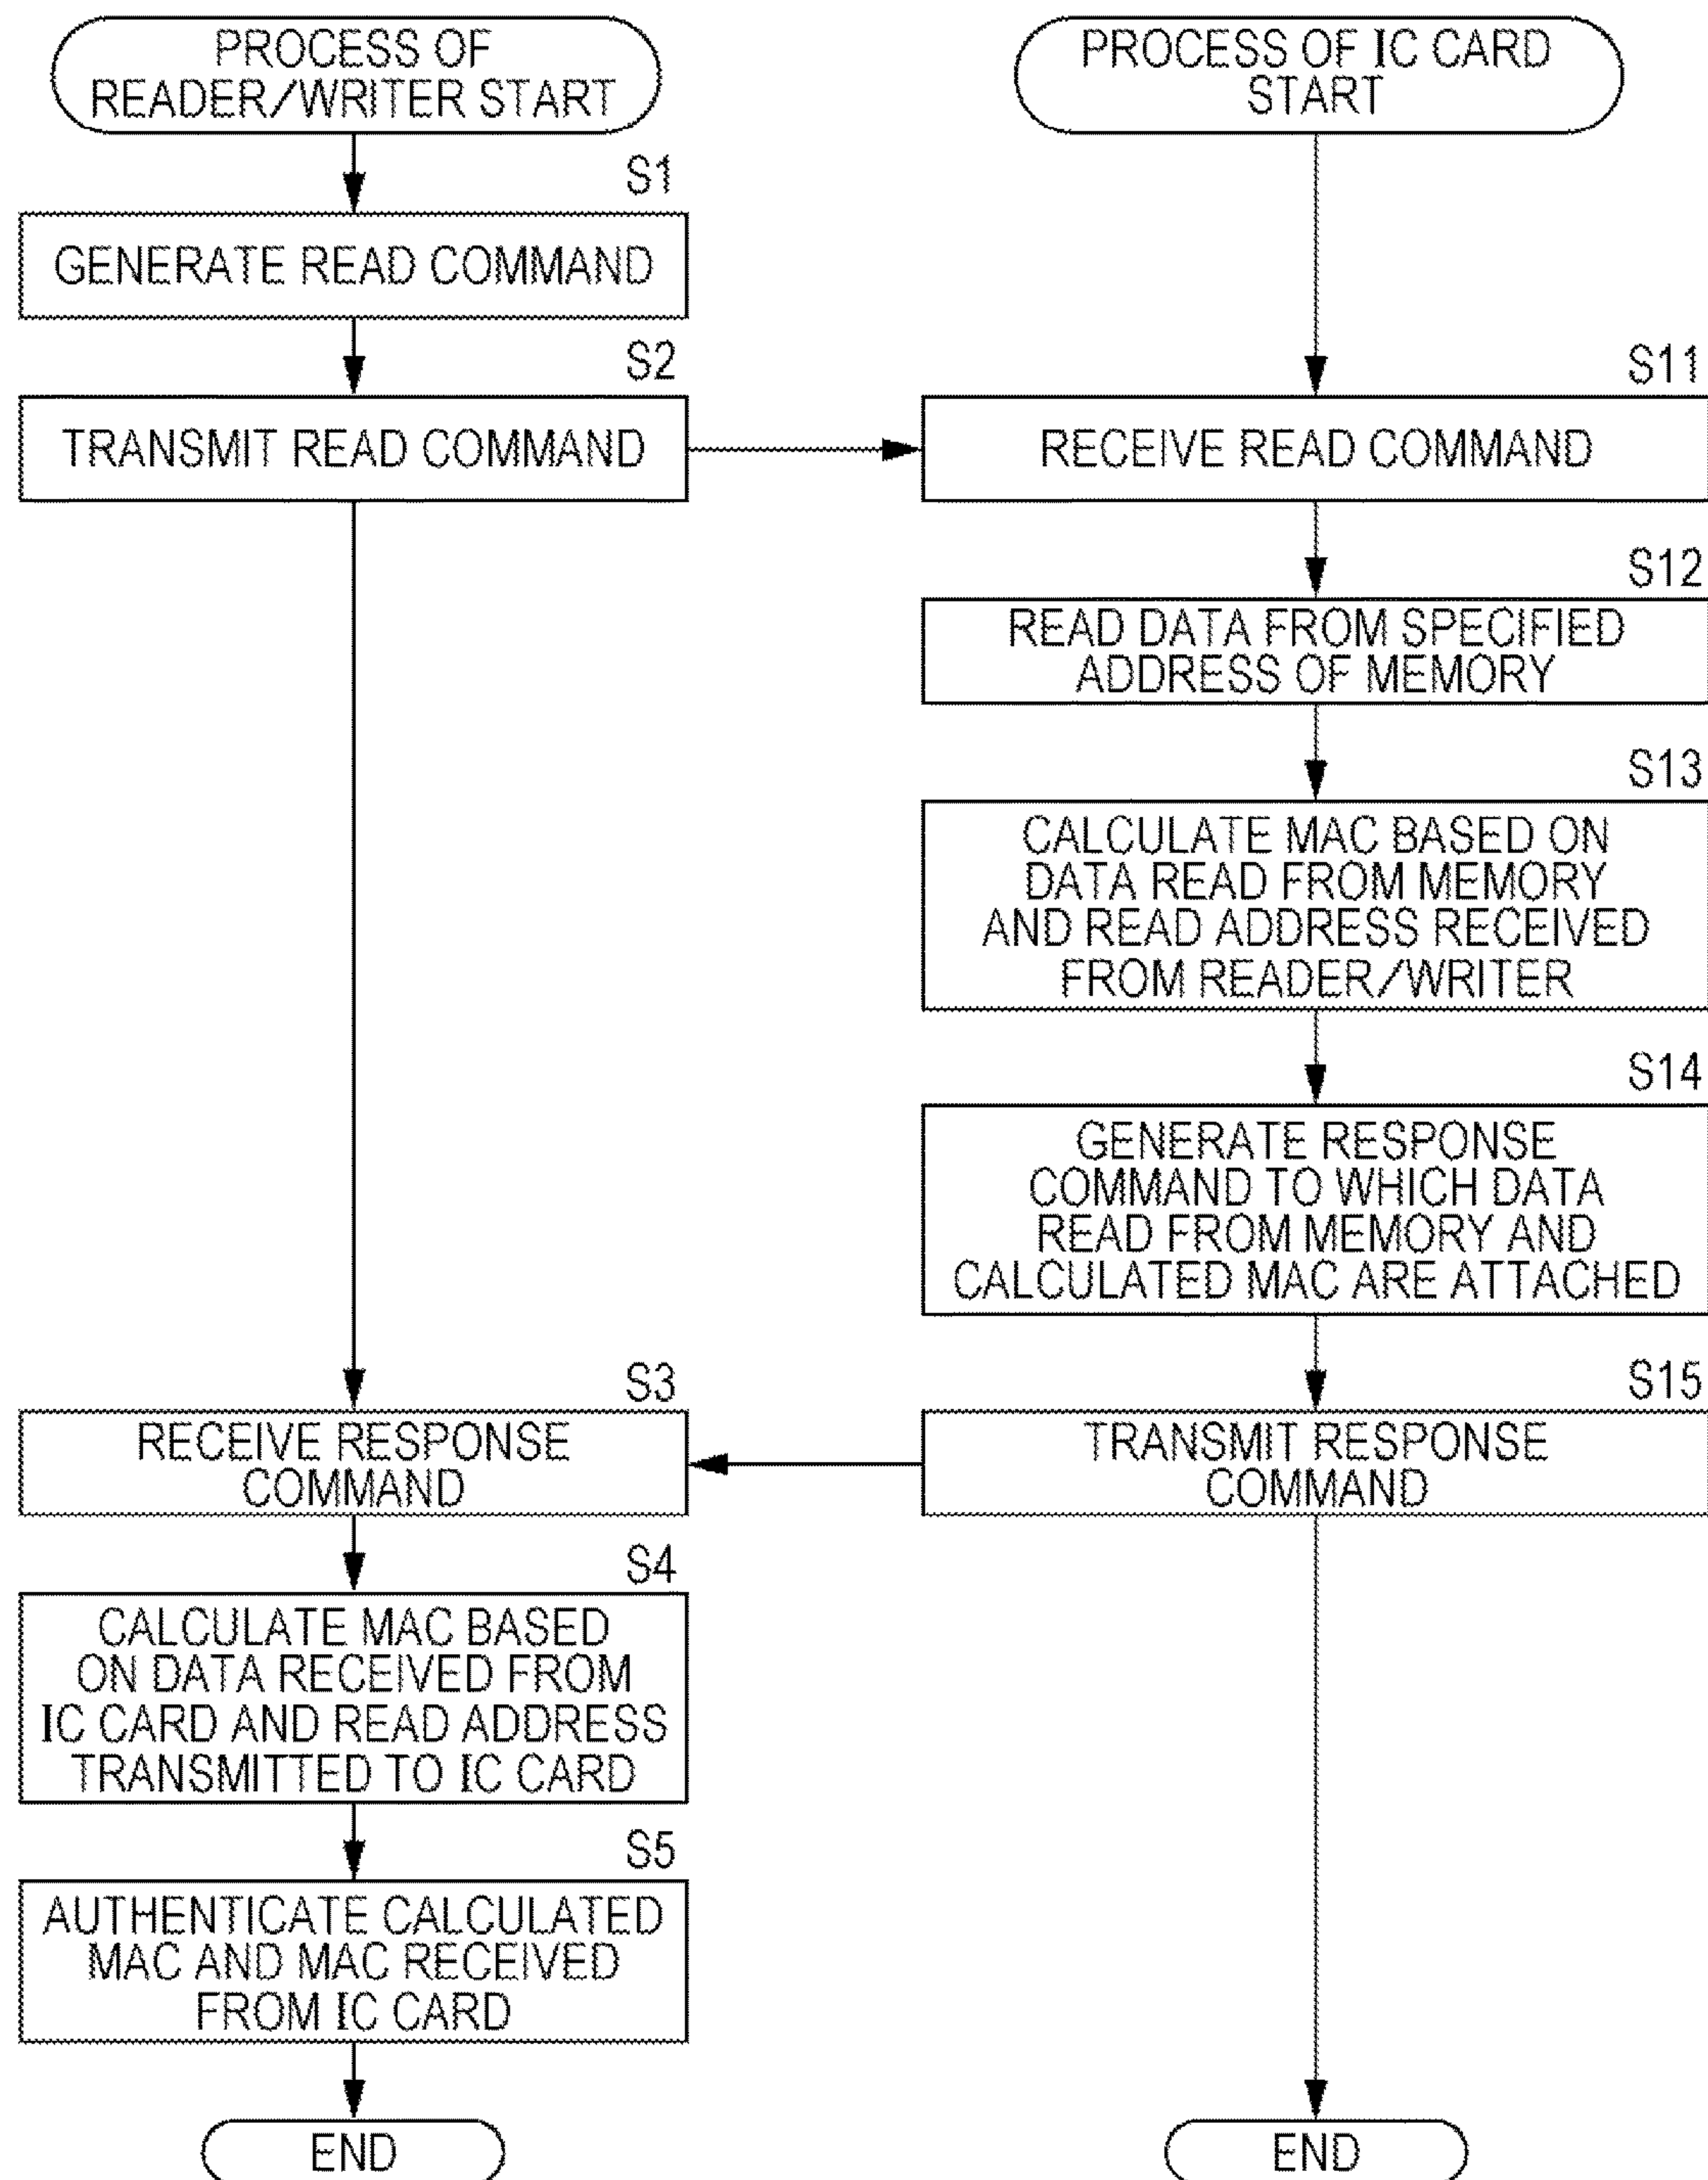 PROCESS OF
READER/WRITER START
S1
GENERATE READ COMMAND
S2
TRANSMIT READ COMMAND
S3
RECEIVE RESPONSE
COMMAND
S4
CALCULATE MAC BASED
ON DATA RECEIVED FROM
IC CARD AND READ ADDRESS
TRANSMITTED TO IC CARD
S5
AUTHENTICATE CALCULATED
MAC AND MAC RECEIVED
FROM IC CARD
END
PROCESS OF IC CARD
START
S11
RECEIVE READ COMMAND
S12
READ DATA FROM SPECIFIED
ADDRESS OF MEMORY
S13
CALCULATE MAC BASED ON
DATA READ FROM MEMORY
AND READ ADDRESS RECEIVED
FROM READER/WRITER
S14
GENERATE RESPONSE
COMMAND TO WHICH DATA
READ FROM MEMORY AND
CALCULATED MAC ARE ATTACHED
S15
TRANSMIT RESPONSE
COMMAND
END